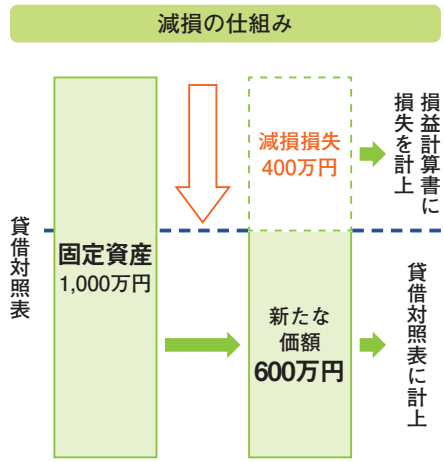 減損の仕組み
貸借対照表
固定資産
1,000万円
減損損失
400万円
損益計算書に
損失を計上
新たな
価額
600万円
貸借対照表に計上